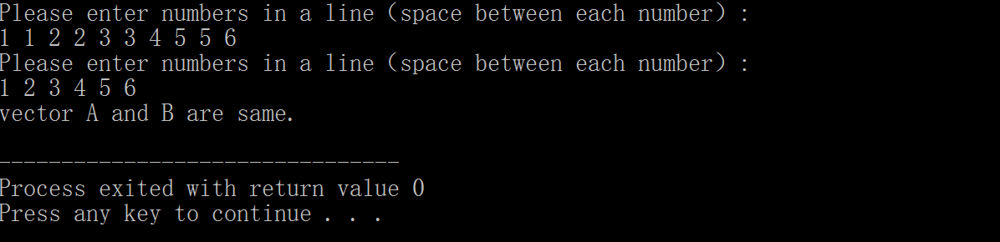 Please enter numbers in a line (space between each number) :
1 1 2 2 3 3 4 5 5 6
Please enter numbers in a line (space between each number) :
1 2 3 4 5 6
vector A and B are same.
--------------------------------
Process exited with return value 0
Press any key to continue . . .